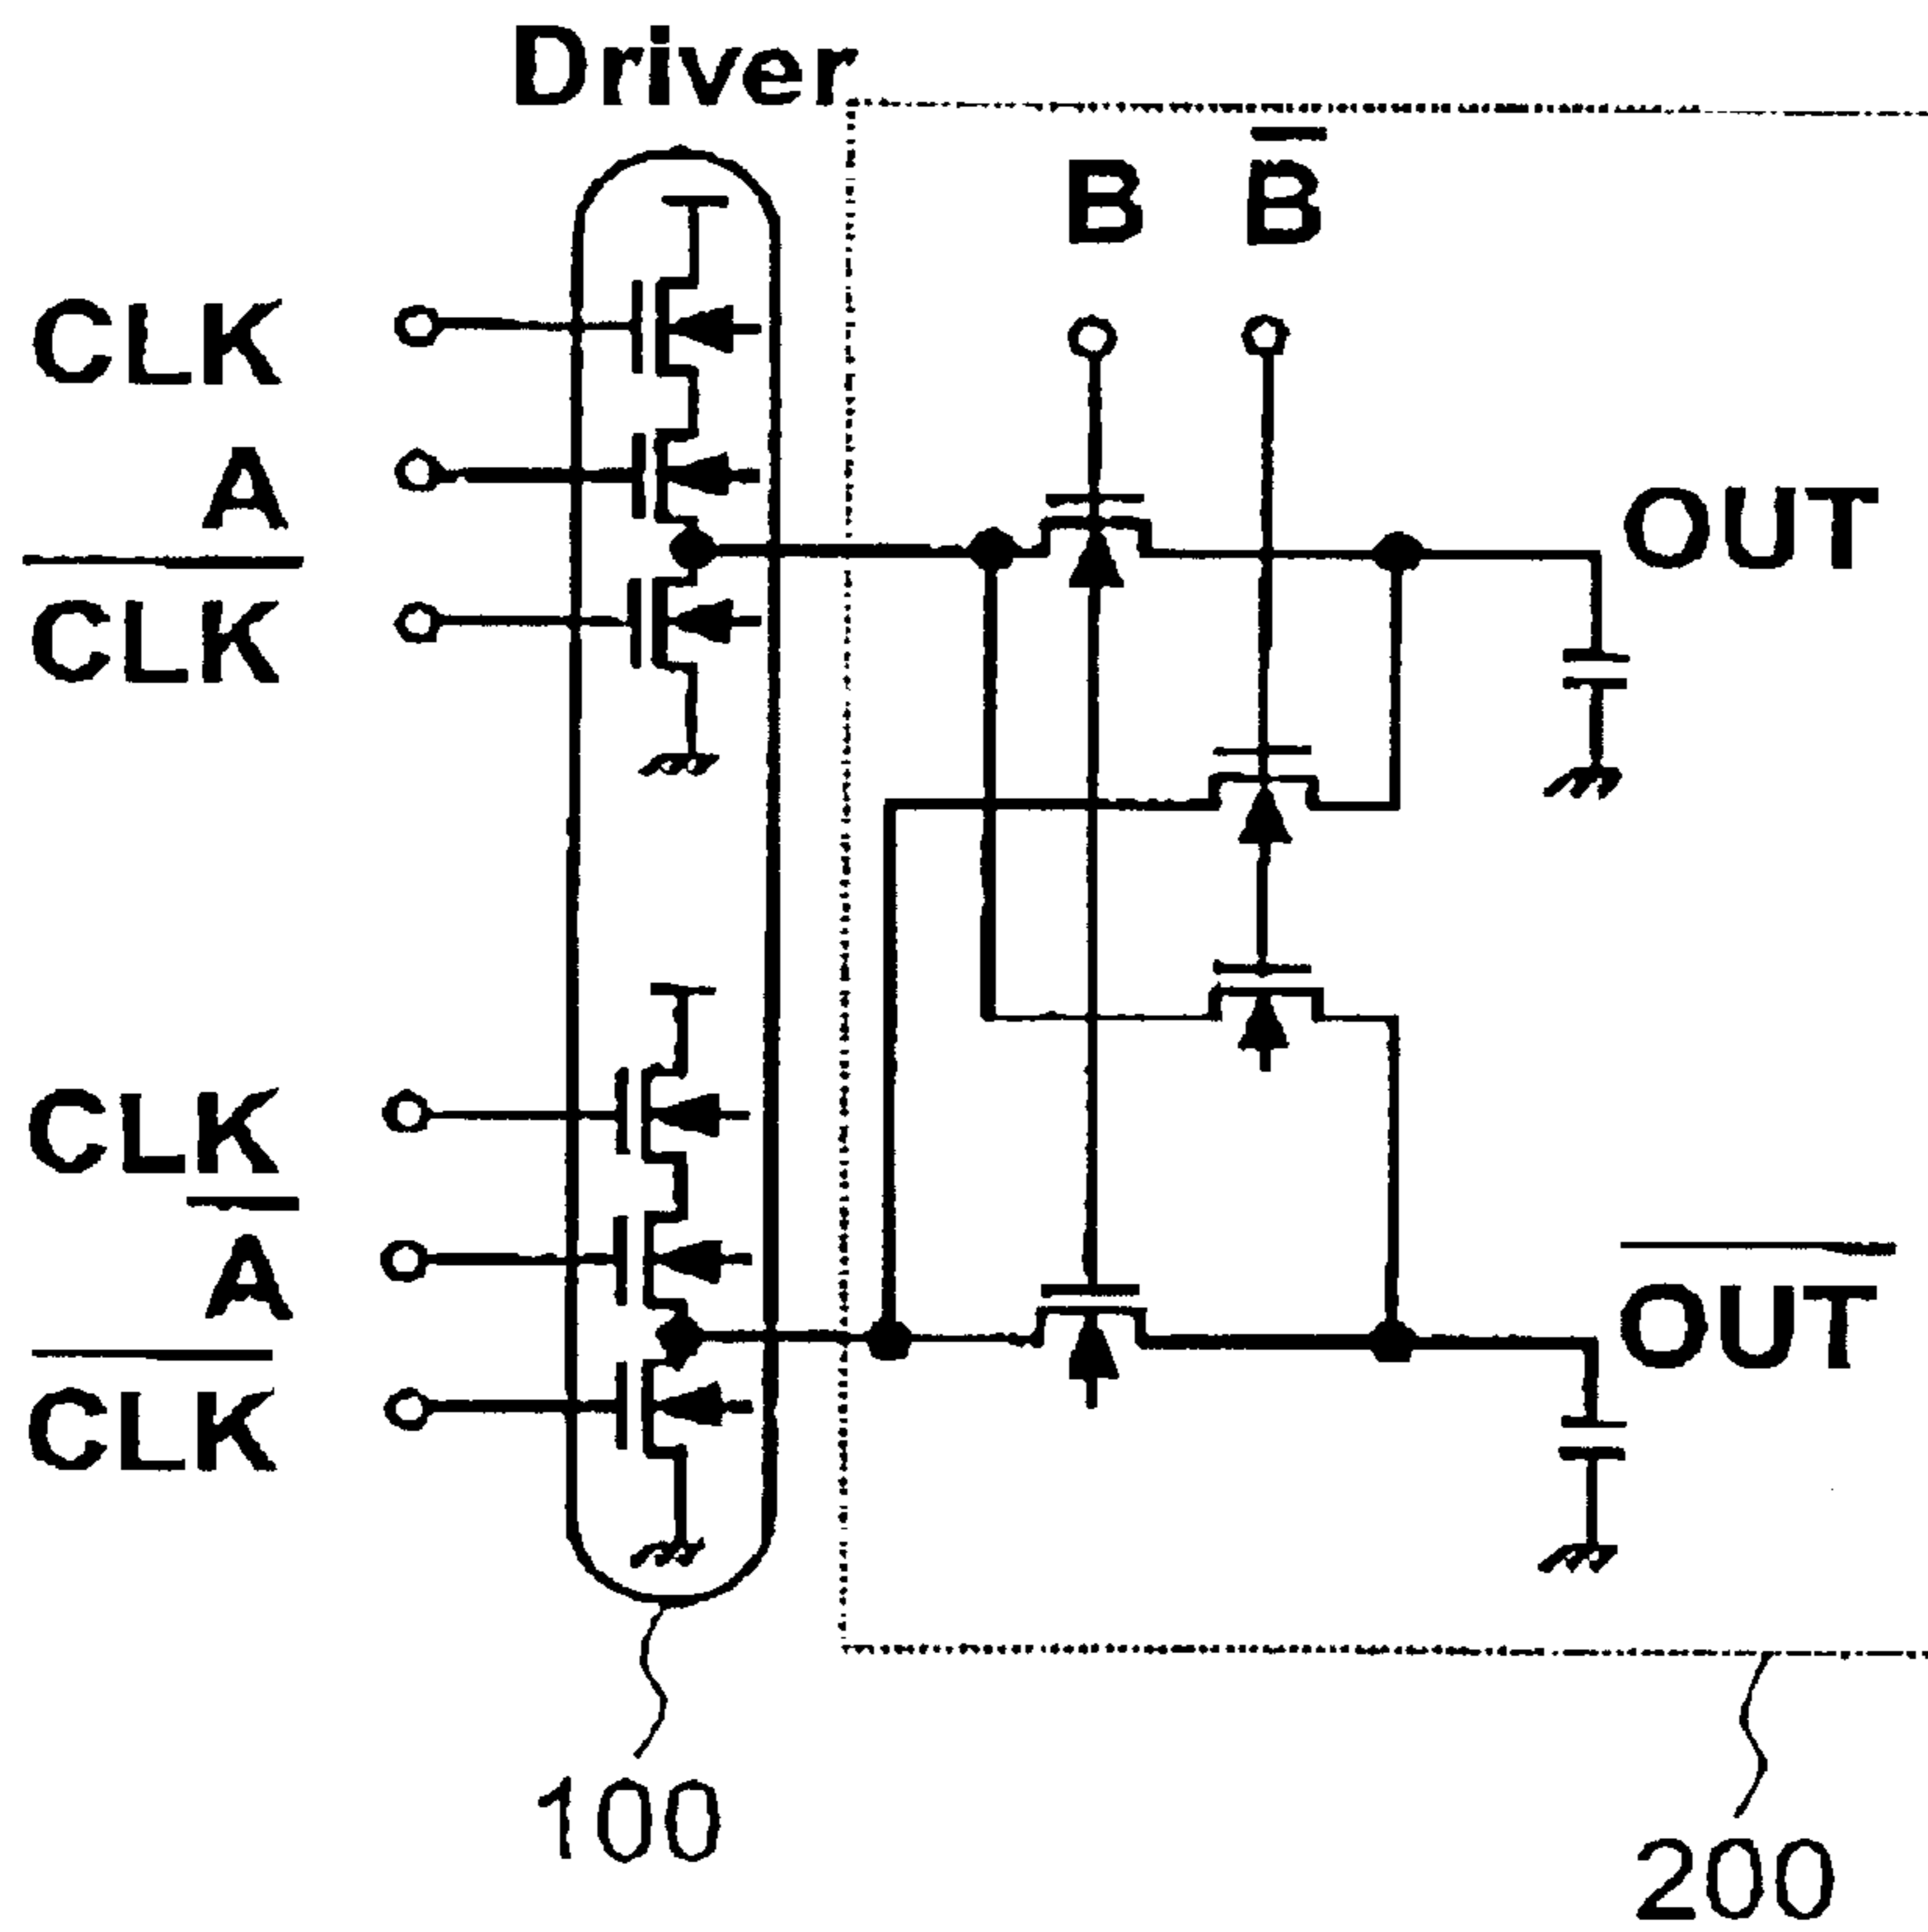 Driver
B B̅
CLK
A
C̅L̅K̅
OUT
CLK
A̅
C̅L̅K̅
O̅U̅T̅
100
200